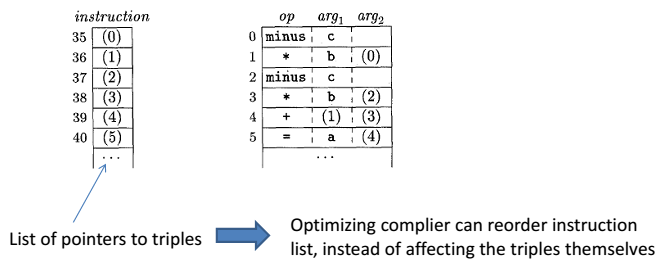 instruction
35 (0)
36 (1)
37 (2)
38 (3)
39 (4)
40 (5)
...
op arg1 arg2
0 minus c
1 * b (0)
2 minus c
3 * b (2)
4 + (1) (3)
5 = a (4)
...
List of pointers to triples
Optimizing complier can reorder instruction
list, instead of affecting the triples themselves